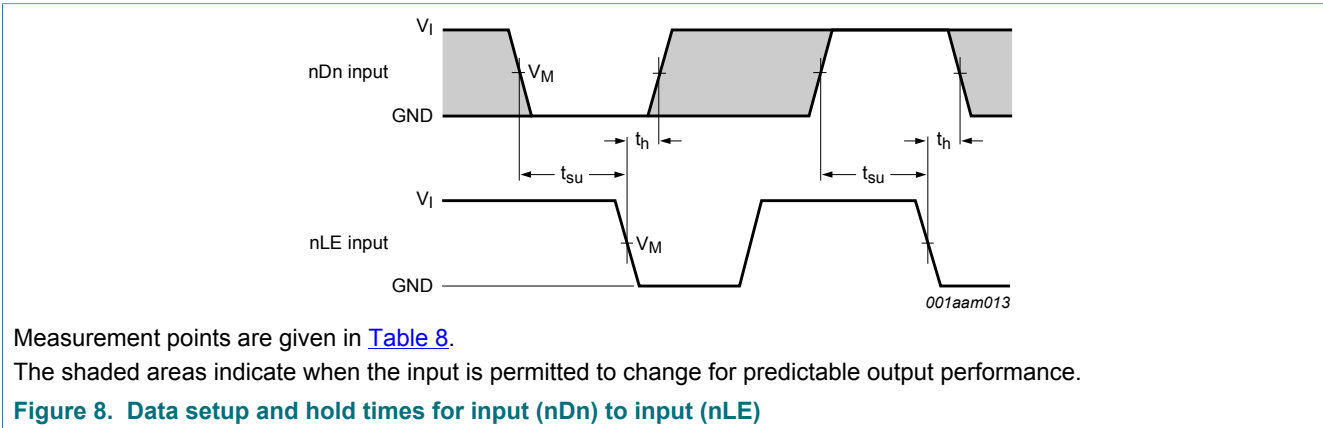 VI
nDn input
VM
GND
th
th
tsu
tsu
VI
nLE input
VM
GND
001aam013
Measurement points are given in Table 8.
The shaded areas indicate when the input is permitted to change for predictable output performance.
Figure 8. Data setup and hold times for input (nDn) to input (nLE)